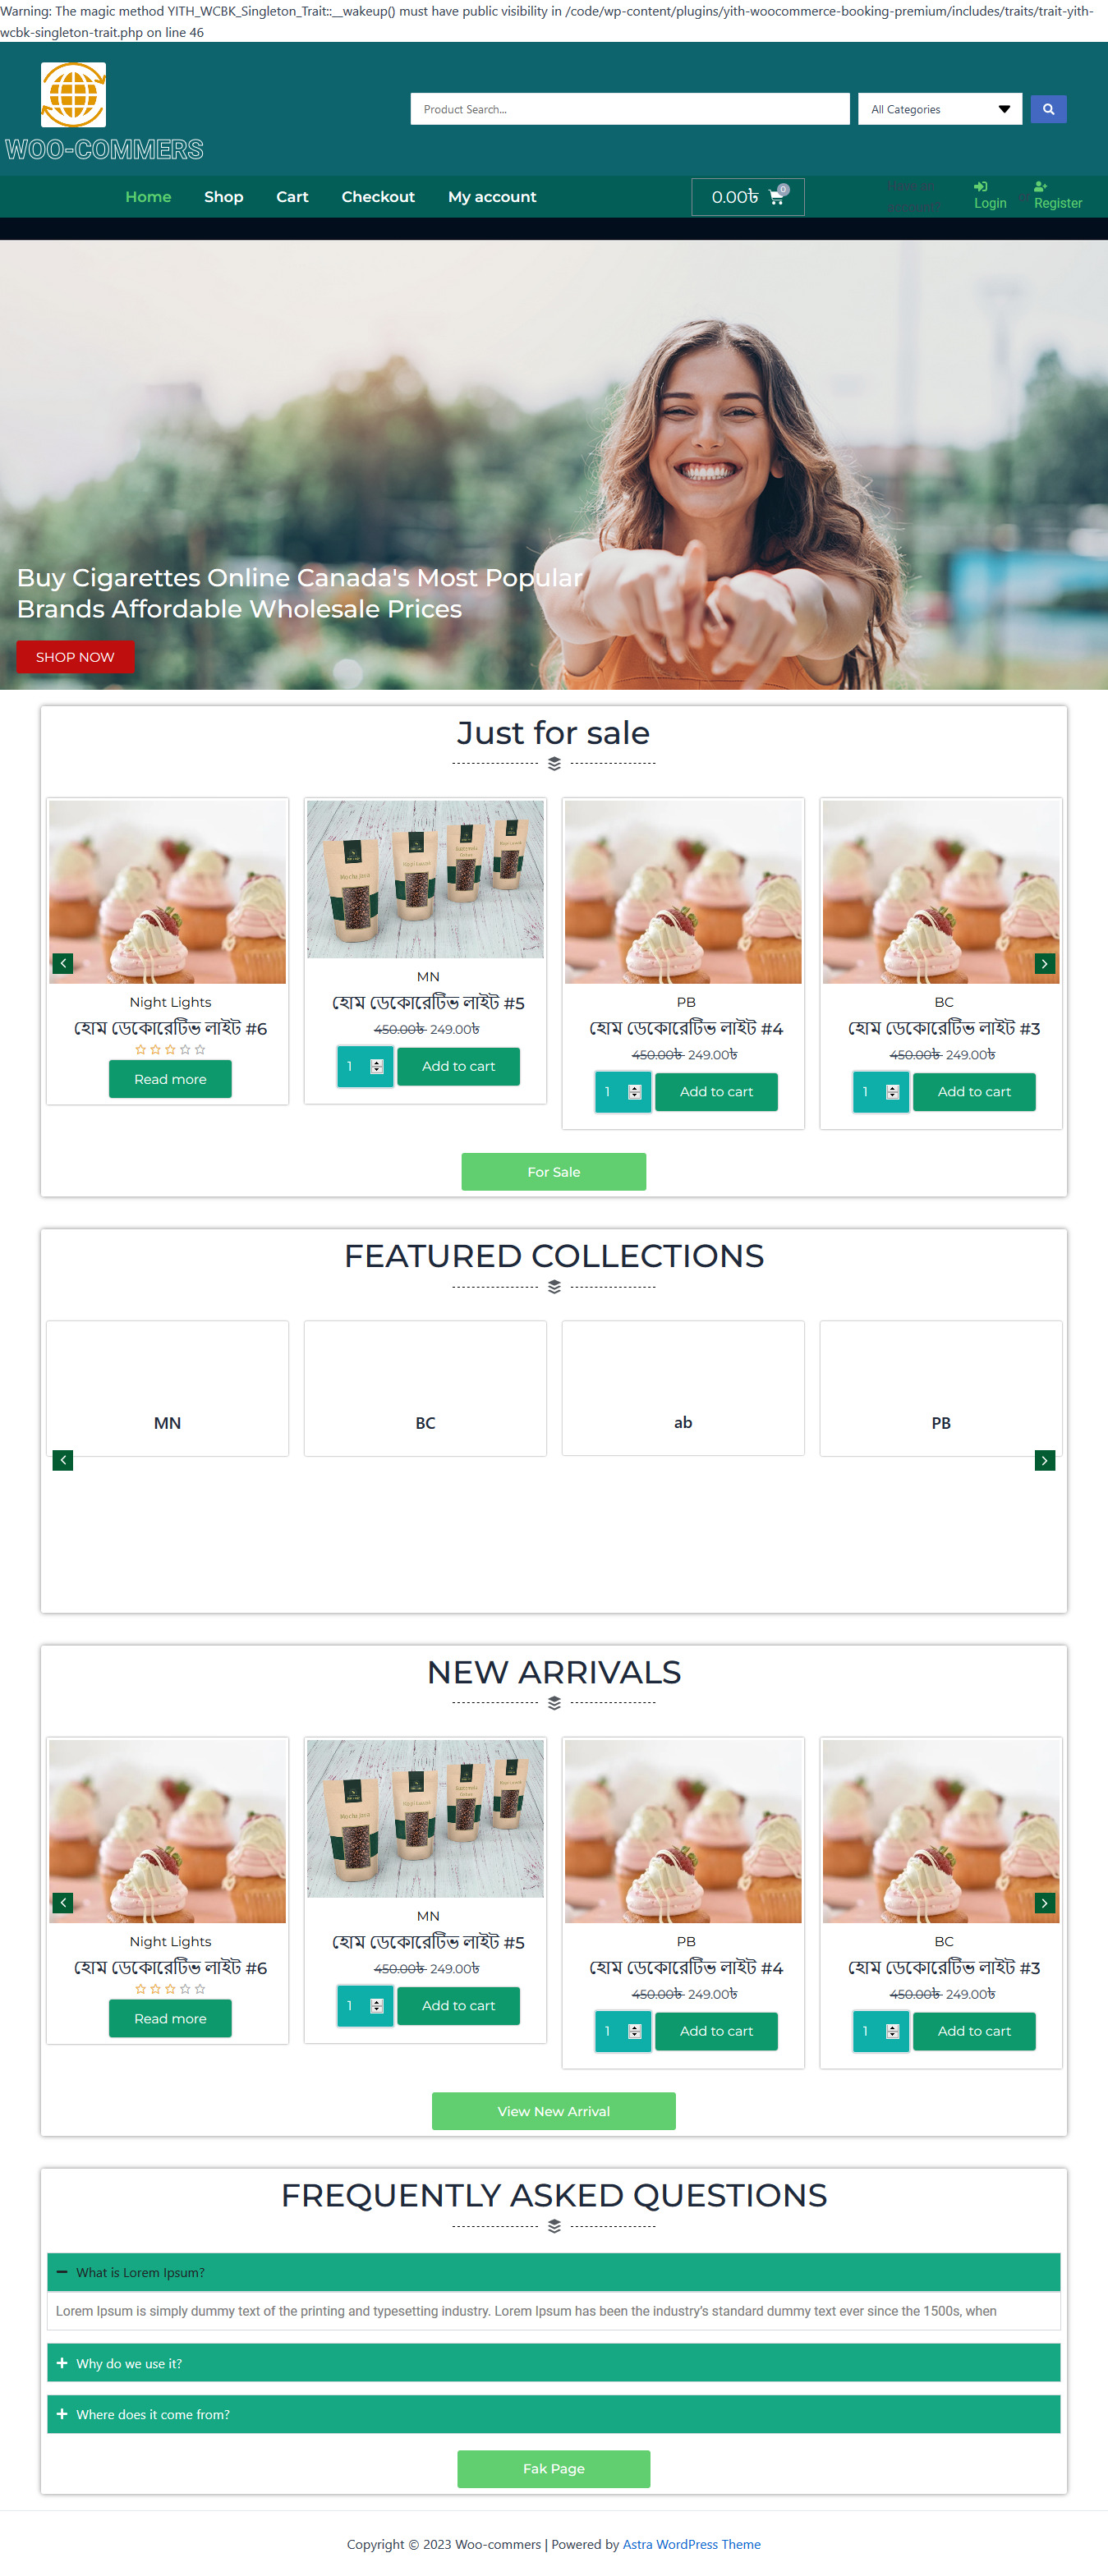 Warning: The magic method YITH_WCBK_Singleton_Trait::__wakeup() must have public visibility in /code/wp-content/plugins/yith-woocommerce-booking-premium/includes/traits/trait-yith-
wcbk-singleton-trait.php on line 46
Product Search...
All Categories
WOO-COMMERS
Home
Shop
Cart
Checkout
My account
0.00৳
0
Login
Register
Buy Cigarettes Online Canada's Most Popular
Brands Affordable Wholesale Prices
SHOP NOW
Just for sale
Night Lights
হোম ডেকোরেটিভ লাইট #6
Read more
MN
হোম ডেকোরেটিভ লাইট #5
450.00৳ 249.00৳
1
Add to cart
PB
হোম ডেকোরেটিভ লাইট #4
450.00৳ 249.00৳
1
Add to cart
BC
হোম ডেকোরেটিভ লাইট #3
450.00৳ 249.00৳
1
Add to cart
For Sale
FEATURED COLLECTIONS
MN
BC
ab
PB
NEW ARRIVALS
Night Lights
হোম ডেকোরেটিভ লাইট #6
Read more
MN
হোম ডেকোরেটিভ লাইট #5
450.00৳ 249.00৳
1
Add to cart
PB
হোম ডেকোরেটিভ লাইট #4
450.00৳ 249.00৳
1
Add to cart
BC
হোম ডেকোরেটিভ লাইট #3
450.00৳ 249.00৳
1
Add to cart
View New Arrival
FREQUENTLY ASKED QUESTIONS
What is Lorem Ipsum?
Lorem Ipsum is simply dummy text of the printing and typesetting industry. Lorem Ipsum has been the industry's standard dummy text ever since the 1500s, when
Why do we use it?
Where does it come from?
Fak Page
Copyright © 2023 Woo-commers | Powered by Astra WordPress Theme